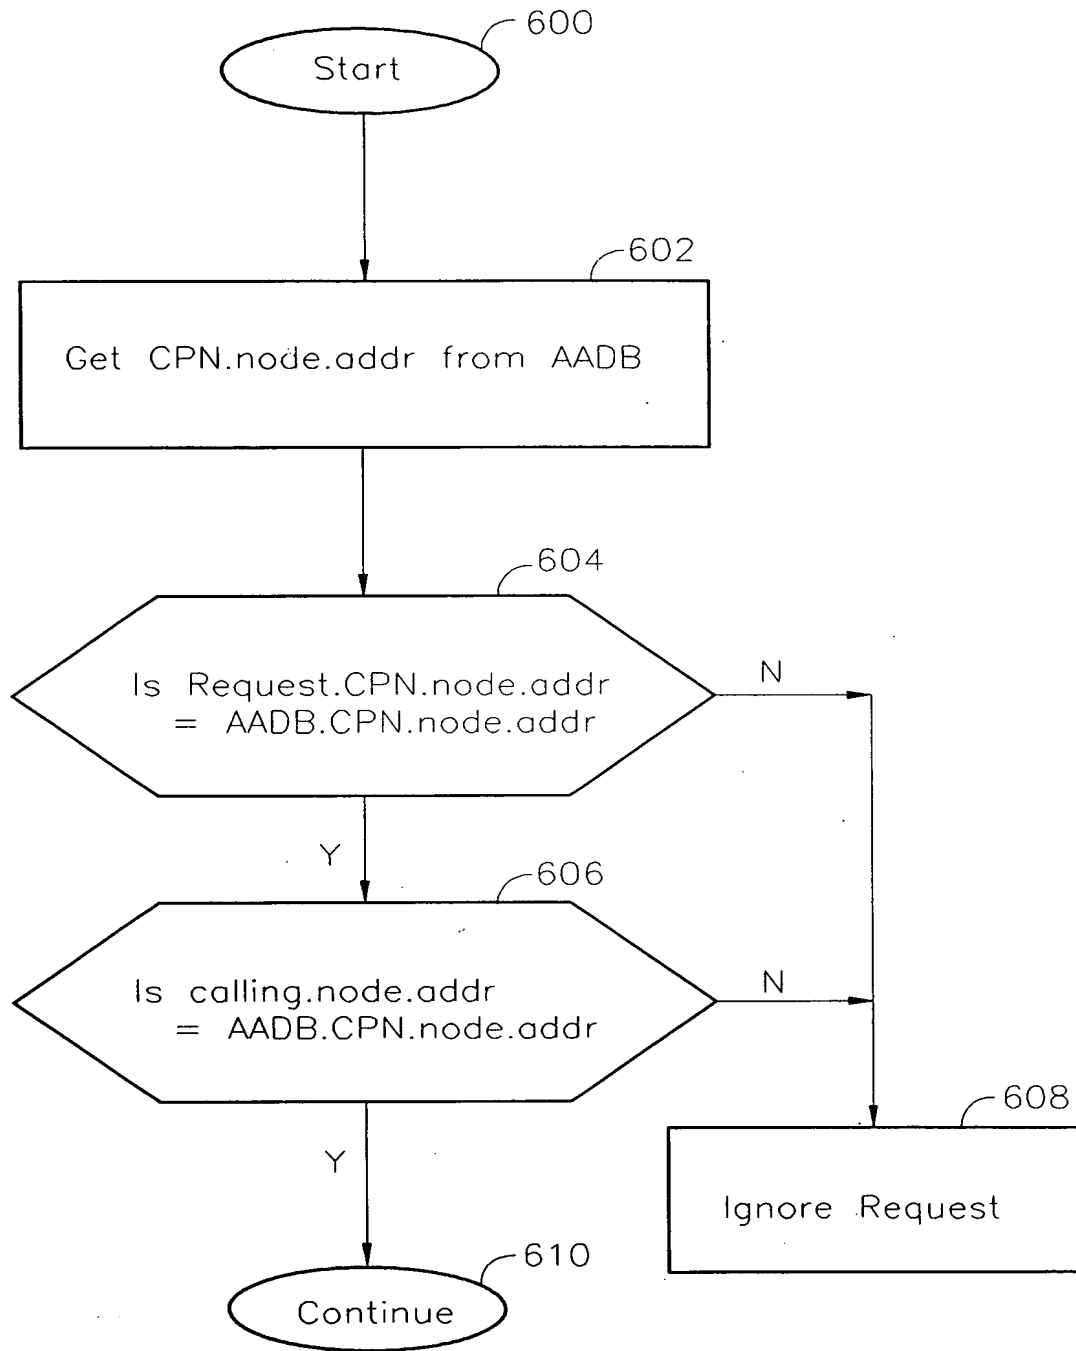 600
Start
602
Get CPN.node.addr from AADB
604
Is Request.CPN.node.addr
= AADB.CPN.node.addr
N
Y
606
Is calling.node.addr
= AADB.CPN.node.addr
N
Y
608
Ignore Request
610
Continue